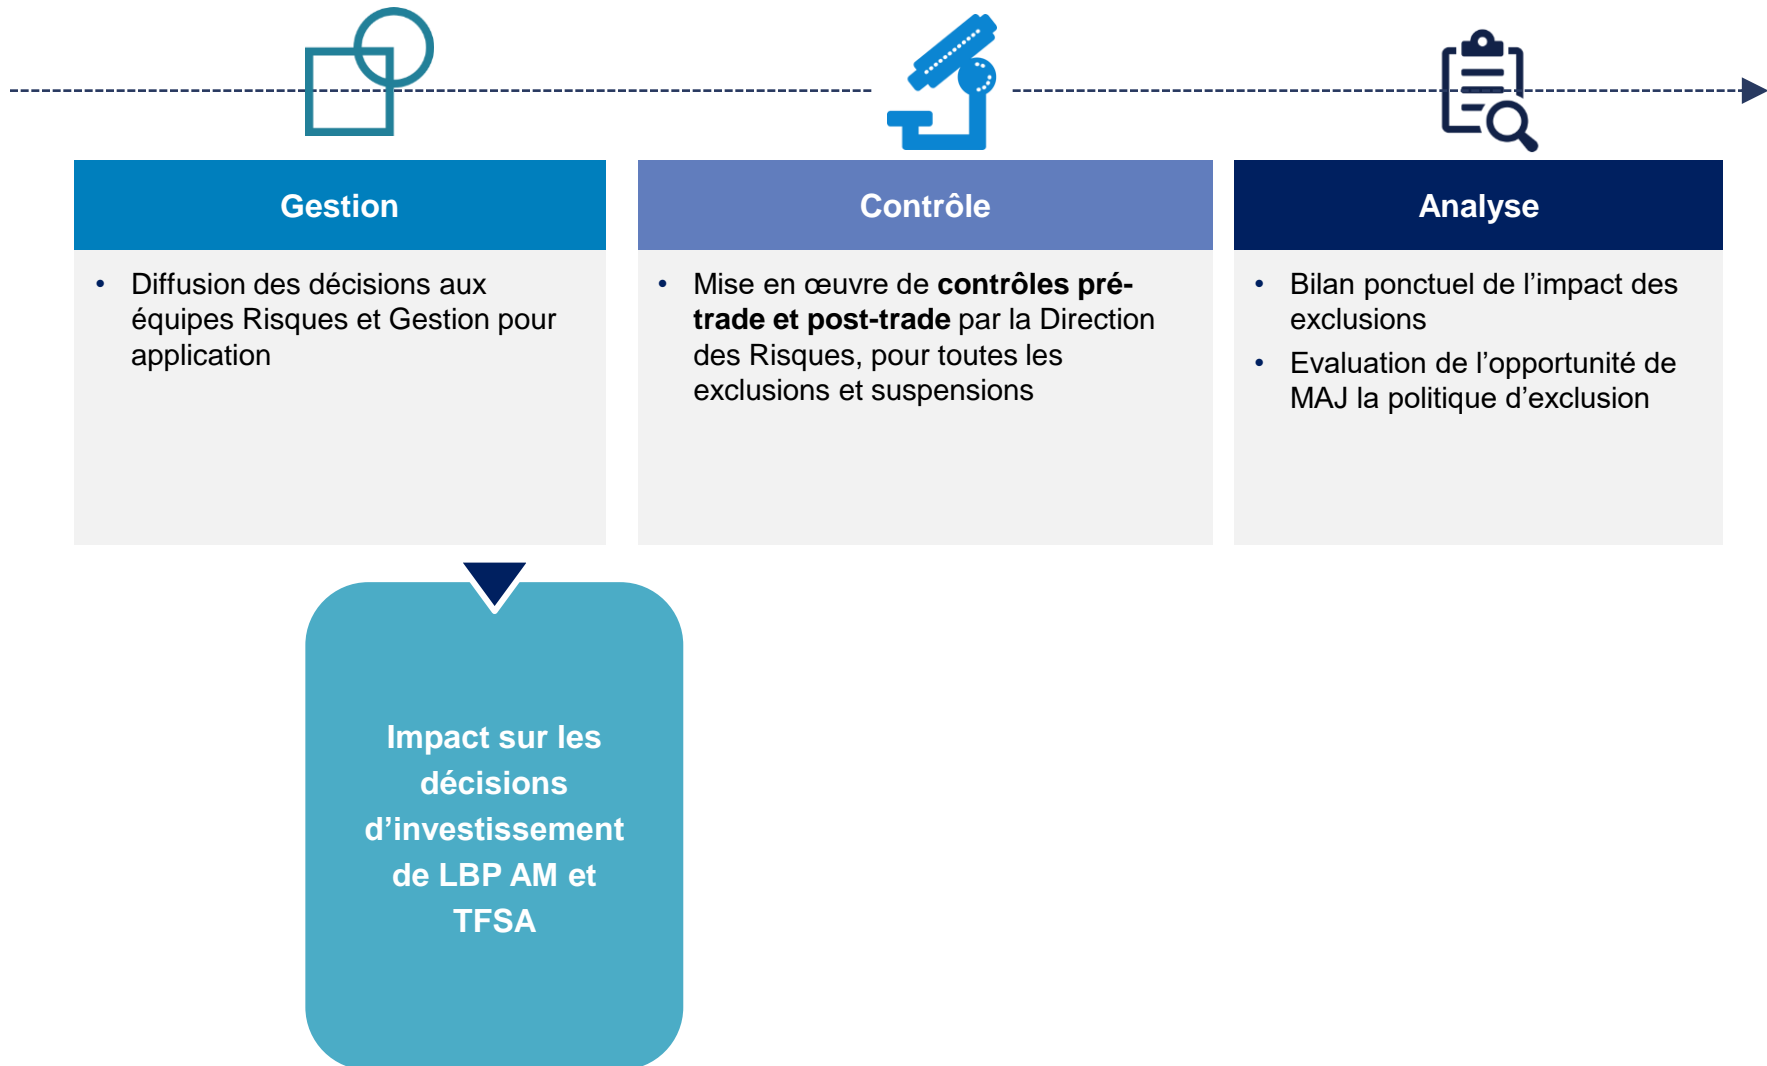 Gestion
• Diffusion des décisions aux
équipes Risques et Gestion pour
application
Contrôle
• Mise en œuvre de contrôles pré-
trade et post-trade par la Direction
des Risques, pour toutes les
exclusions et suspensions
Analyse
• Bilan ponctuel de l’impact des
exclusions
• Evaluation de l’opportunité de
MAJ la politique d’exclusion
Impact sur les
décisions
d’investissement
de LBP AM et
TFSA